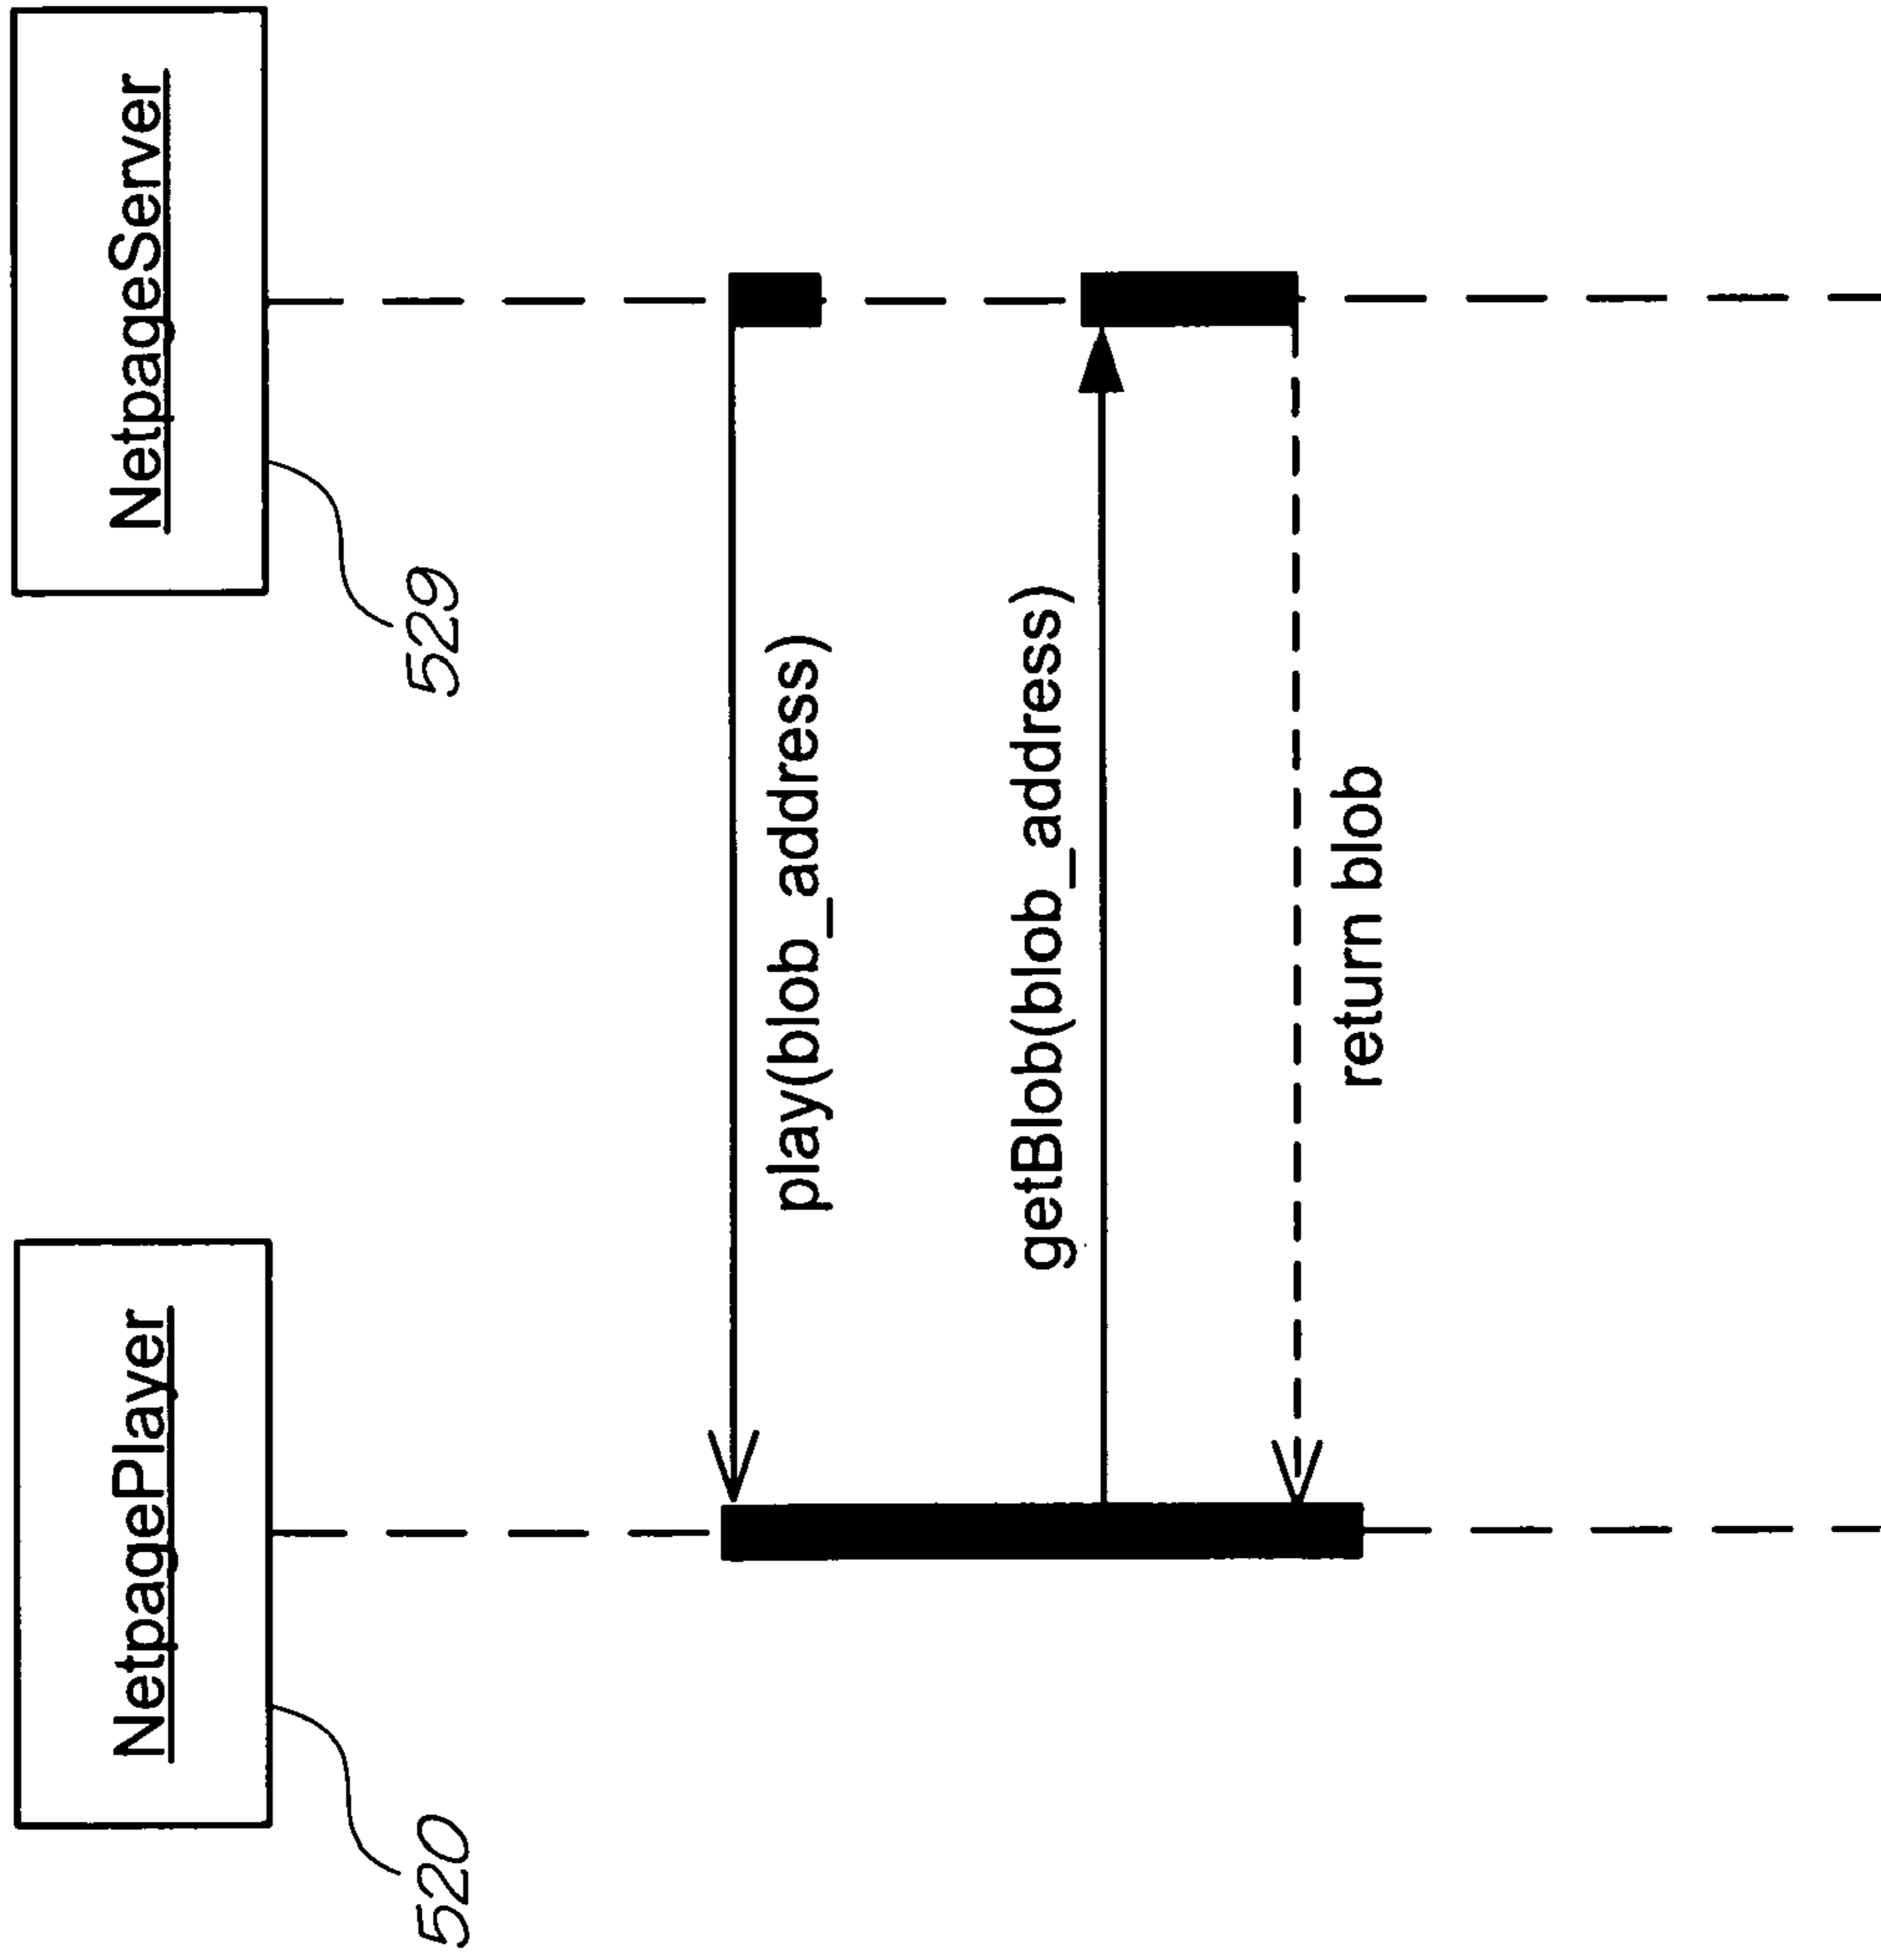 NetpagePlayer
NetpageServer
520
529
play(blob_address)
getBlob(blob_address)
return blob